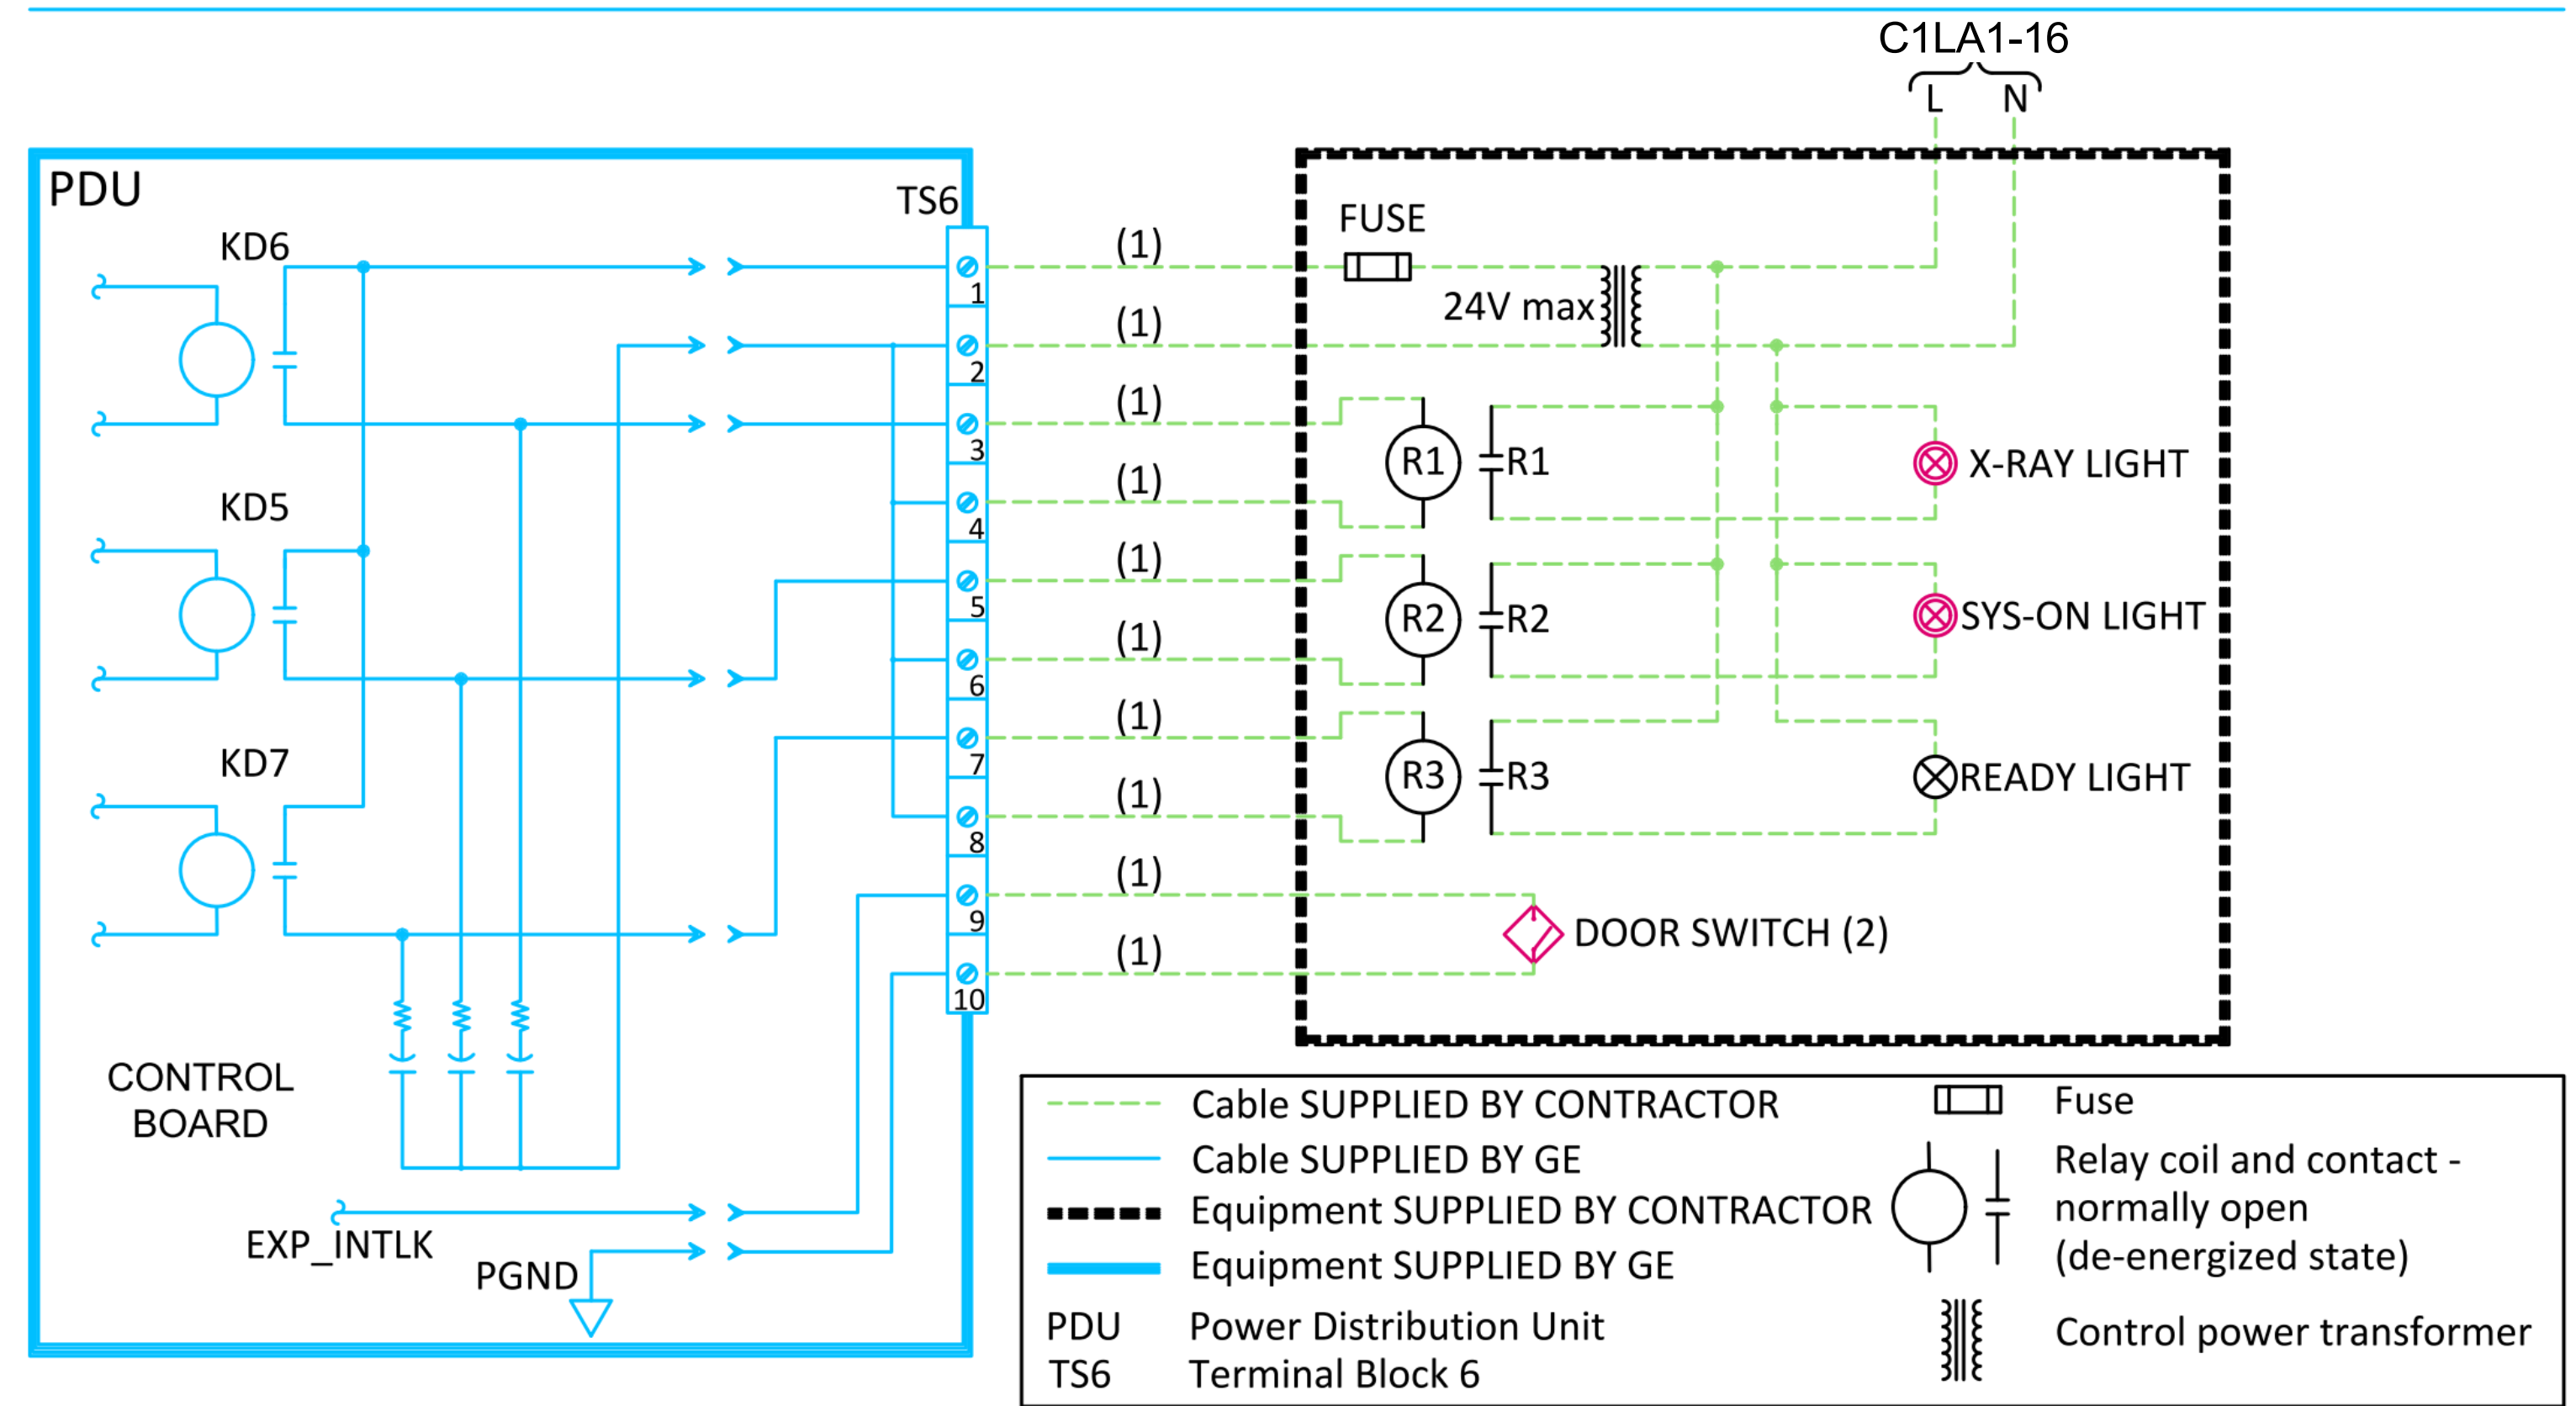 C1LA1-16
L N
PDU
TS6
KD6
KD5
KD7
CONTROL
BOARD
EXP_INTLK
PGND
1
2
3
4
5
6
7
8
9
10
(1)
(1)
(1)
(1)
(1)
(1)
(1)
(1)
(1)
(1)
FUSE
24V max
R1 R1 X-RAY LIGHT
R2 R2 SYS-ON LIGHT
R3 R3 READY LIGHT
DOOR SWITCH (2)
Cable SUPPLIED BY CONTRACTOR
Cable SUPPLIED BY GE
Equipment SUPPLIED BY CONTRACTOR
Equipment SUPPLIED BY GE
PDU Power Distribution Unit
TS6 Terminal Block 6
Fuse
Relay coil and contact -
normally open
(de-energized state)
Control power transformer